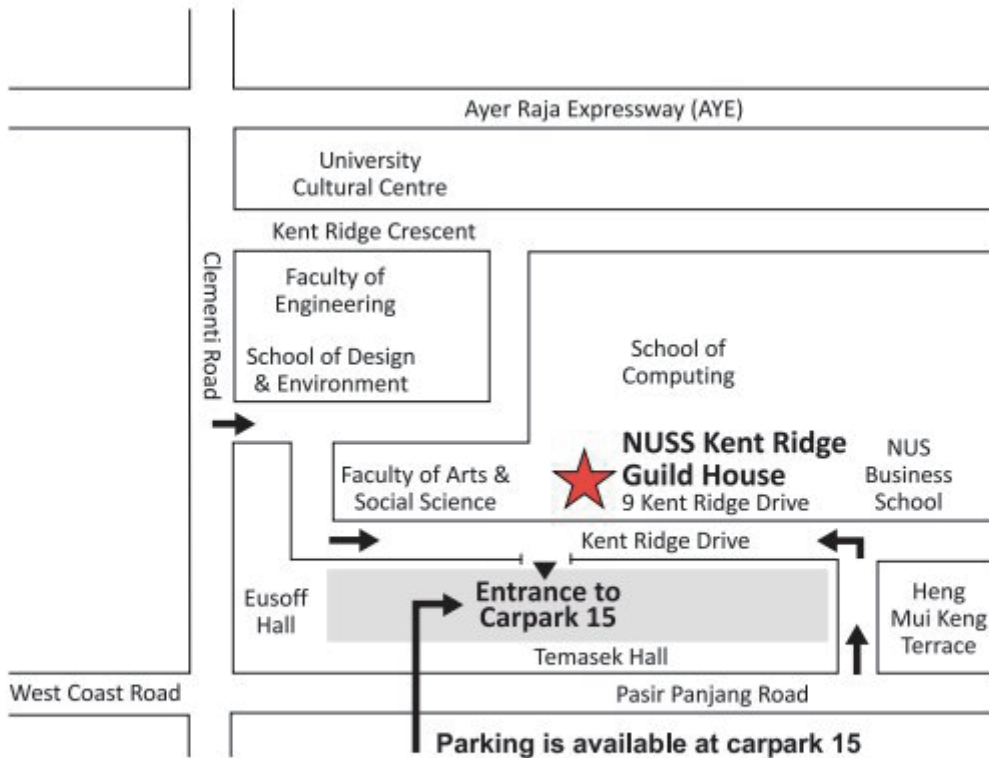 Ayer Raja Expressway (AYE)
University
Cultural Centre
Kent Ridge Crescent
Clementi Road
Faculty of
Engineering
School of Design
& Environment
School of
Computing
Faculty of Arts &
Social Science
NUSS Kent Ridge
Guild House
9 Kent Ridge Drive
NUS
Business
School
Kent Ridge Drive
Eusoff
Hall
Entrance to
Carpark 15
Heng
Mui Keng
Terrace
Temasek Hall
West Coast Road
Pasir Panjang Road
Parking is available at carpark 15